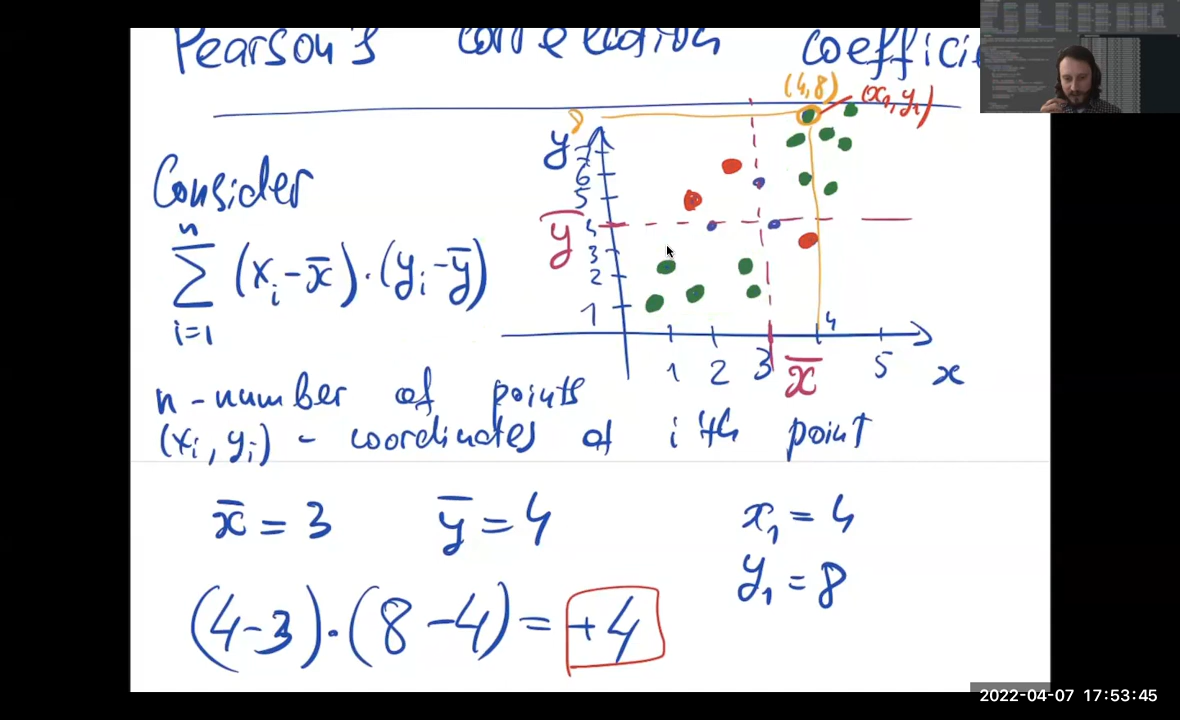 Pearson's correlation coeffici
(4,8)
(x₁, y₁)
8
y
7
6
5
4
3
2
1
y̅
1 2 3 x̅ 4 5 x
Consider
n
∑ (xᵢ - x̅) · (yᵢ - y̅)
i=1
n - number of points
(xᵢ, yᵢ) - coordinates of i'th point
x̅ = 3 y̅ = 4 x₁ = 4
y₁ = 8
(4-3) · (8-4) = +4
2022-04-07 17:53:45